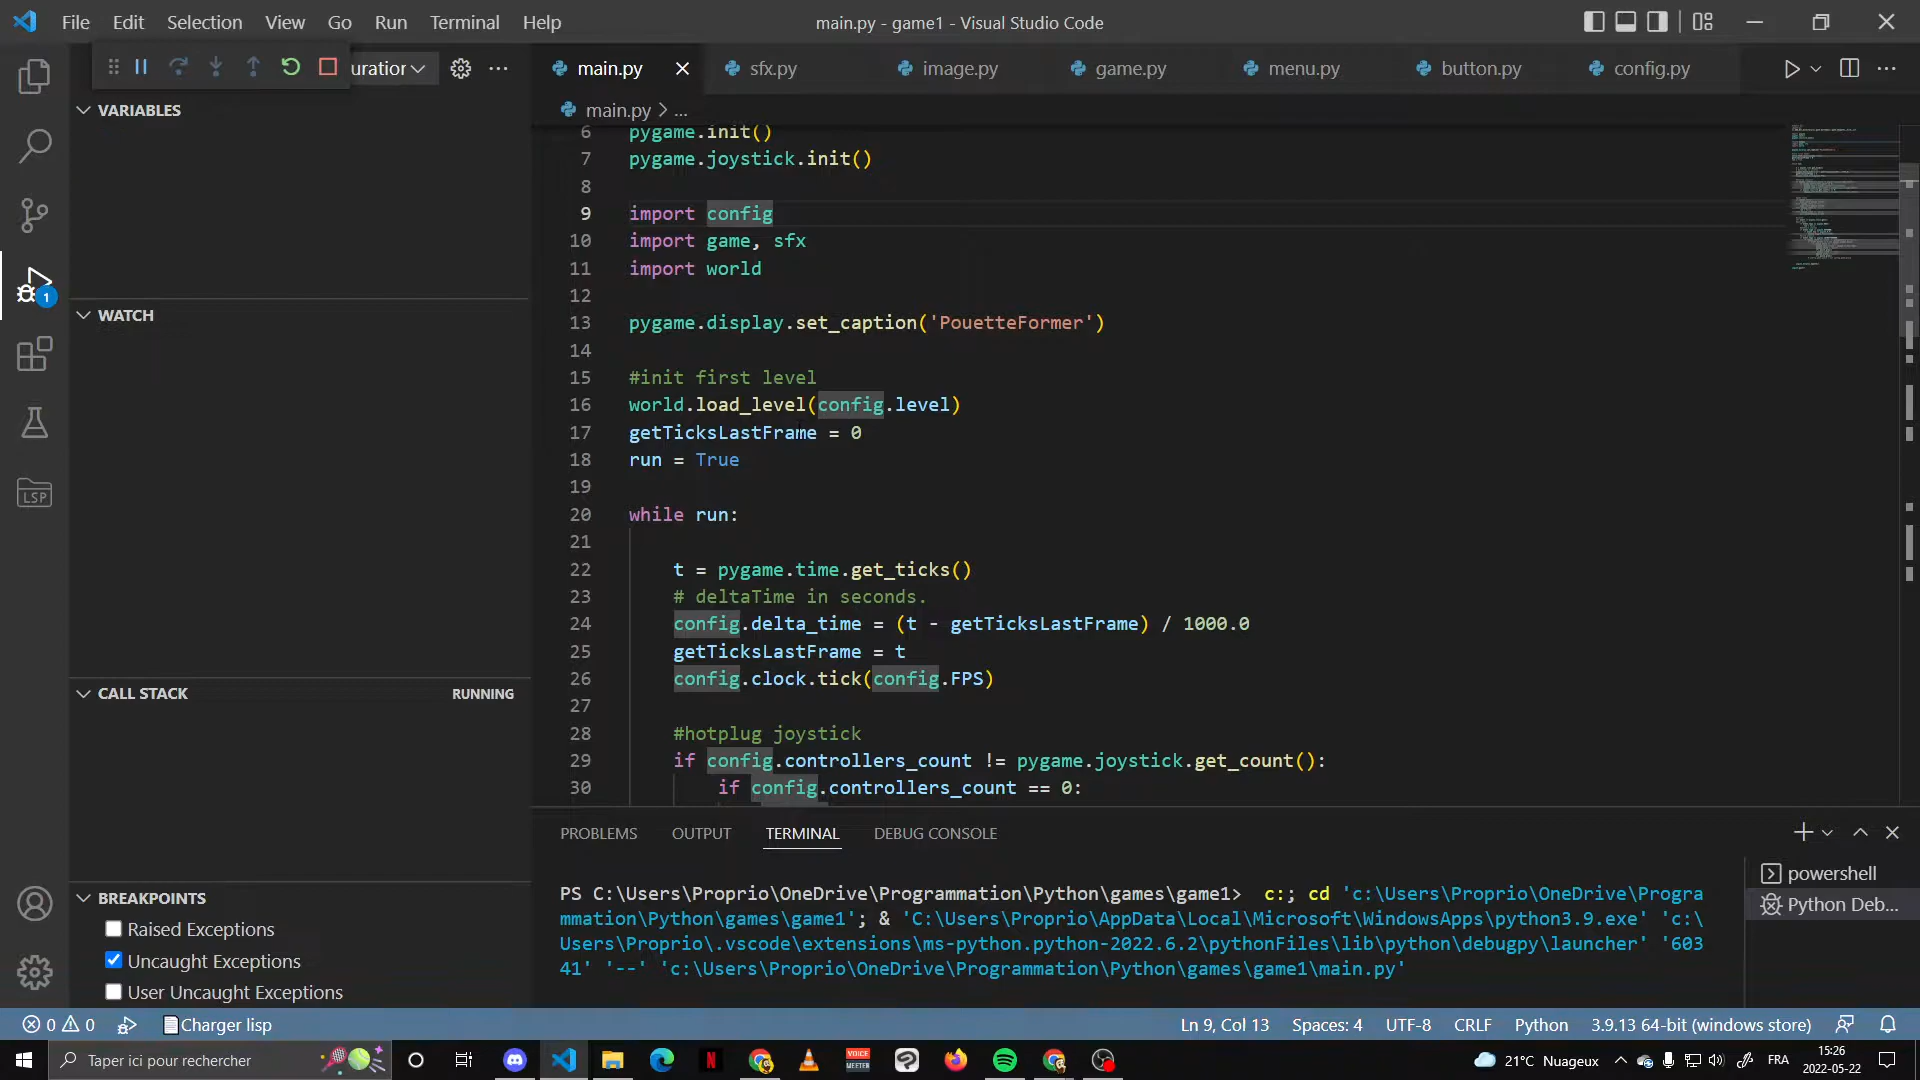 File Edit Selection View Go Run Terminal Help
main.py - game1 - Visual Studio Code
uration
main.py
sfx.py
image.py
game.py
menu.py
button.py
config.py
VARIABLES
main.py > ...
6 pygame.init()
7 pygame.joystick.init()
8
9 import config
10 import game, sfx
11 import world
12
13 pygame.display.set_caption('PouetteFormer')
14
15 #init first level
16 world.load_level(config.level)
17 getTicksLastFrame = 0
18 run = True
19
20 while run:
21
22 t = pygame.time.get_ticks()
23 # deltaTime in seconds.
24 config.delta_time = (t - getTicksLastFrame) / 1000.0
25 getTicksLastFrame = t
26 config.clock.tick(config.FPS)
27
28 #hotplug joystick
29 if config.controllers_count != pygame.joystick.get_count():
30 if config.controllers_count == 0:
1
LSP
WATCH
CALL STACK RUNNING
BREAKPOINTS
Raised Exceptions
Uncaught Exceptions
User Uncaught Exceptions
PROBLEMS OUTPUT TERMINAL DEBUG CONSOLE
PS C:\Users\Proprio\OneDrive\Programmation\Python\games\game1> c:; cd 'c:\Users\Proprio\OneDrive\Progra
mmation\Python\games\game1'; & 'C:\Users\Proprio\AppData\Local\Microsoft\WindowsApps\python3.9.exe' 'c:\
Users\Proprio\.vscode\extensions\ms-python.python-2022.6.2\pythonFiles\lib\python\debugpy\launcher' '603
41' '--' 'c:\Users\Proprio\OneDrive\Programmation\Python\games\game1\main.py'
powershell
Python Deb...
0 0 Charger lisp
Ln 9, Col 13 Spaces: 4 UTF-8 CRLF Python 3.9.13 64-bit (windows store)
Taper ici pour rechercher
VOICE
MEETER
21°C Nuageux
FRA
15:26
2022-05-22